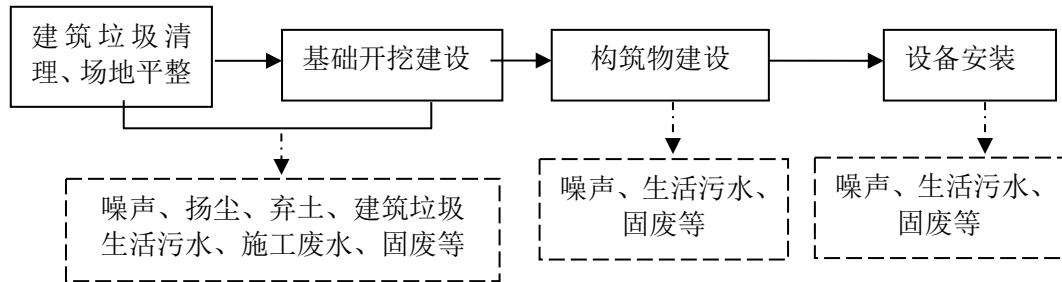 建筑垃圾清
理、场地平整
基础开挖建设
构筑物建设
设备安装
噪声、扬尘、弃土、建筑垃圾
生活污水、施工废水、固废等
噪声、生活污水、
固废等
噪声、生活污水、
固废等